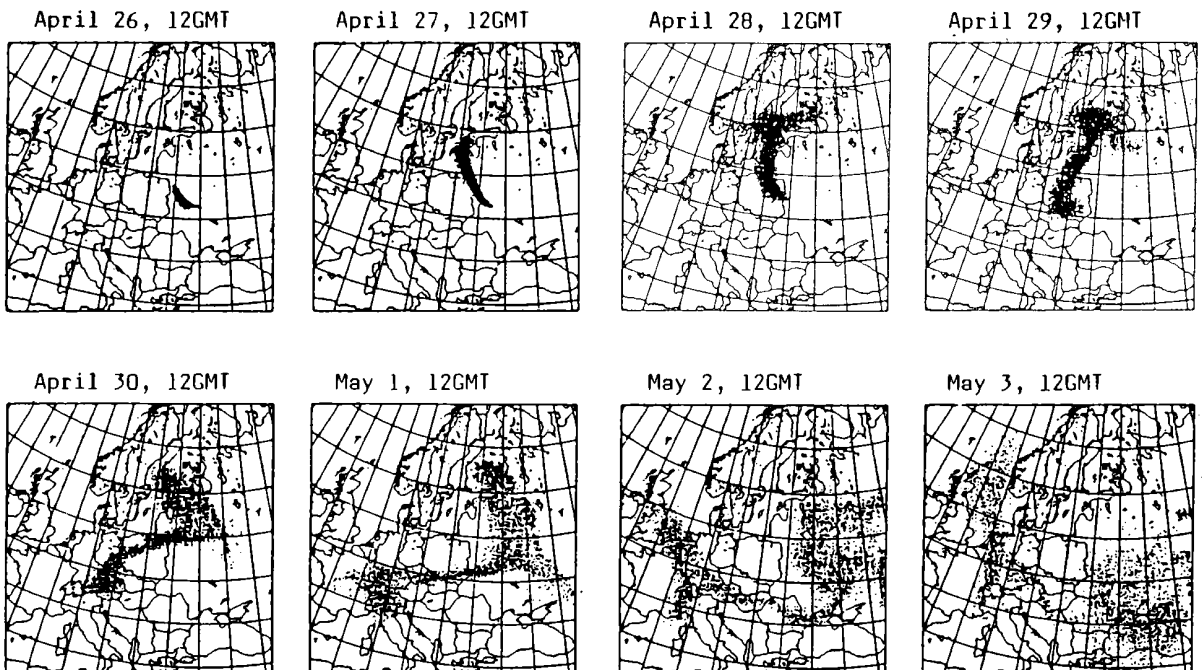 April 26, 12GMT
April 27, 12GMT
April 28, 12GMT
April 29, 12GMT
April 30, 12GMT
May 1, 12GMT
May 2, 12GMT
May 3, 12GMT